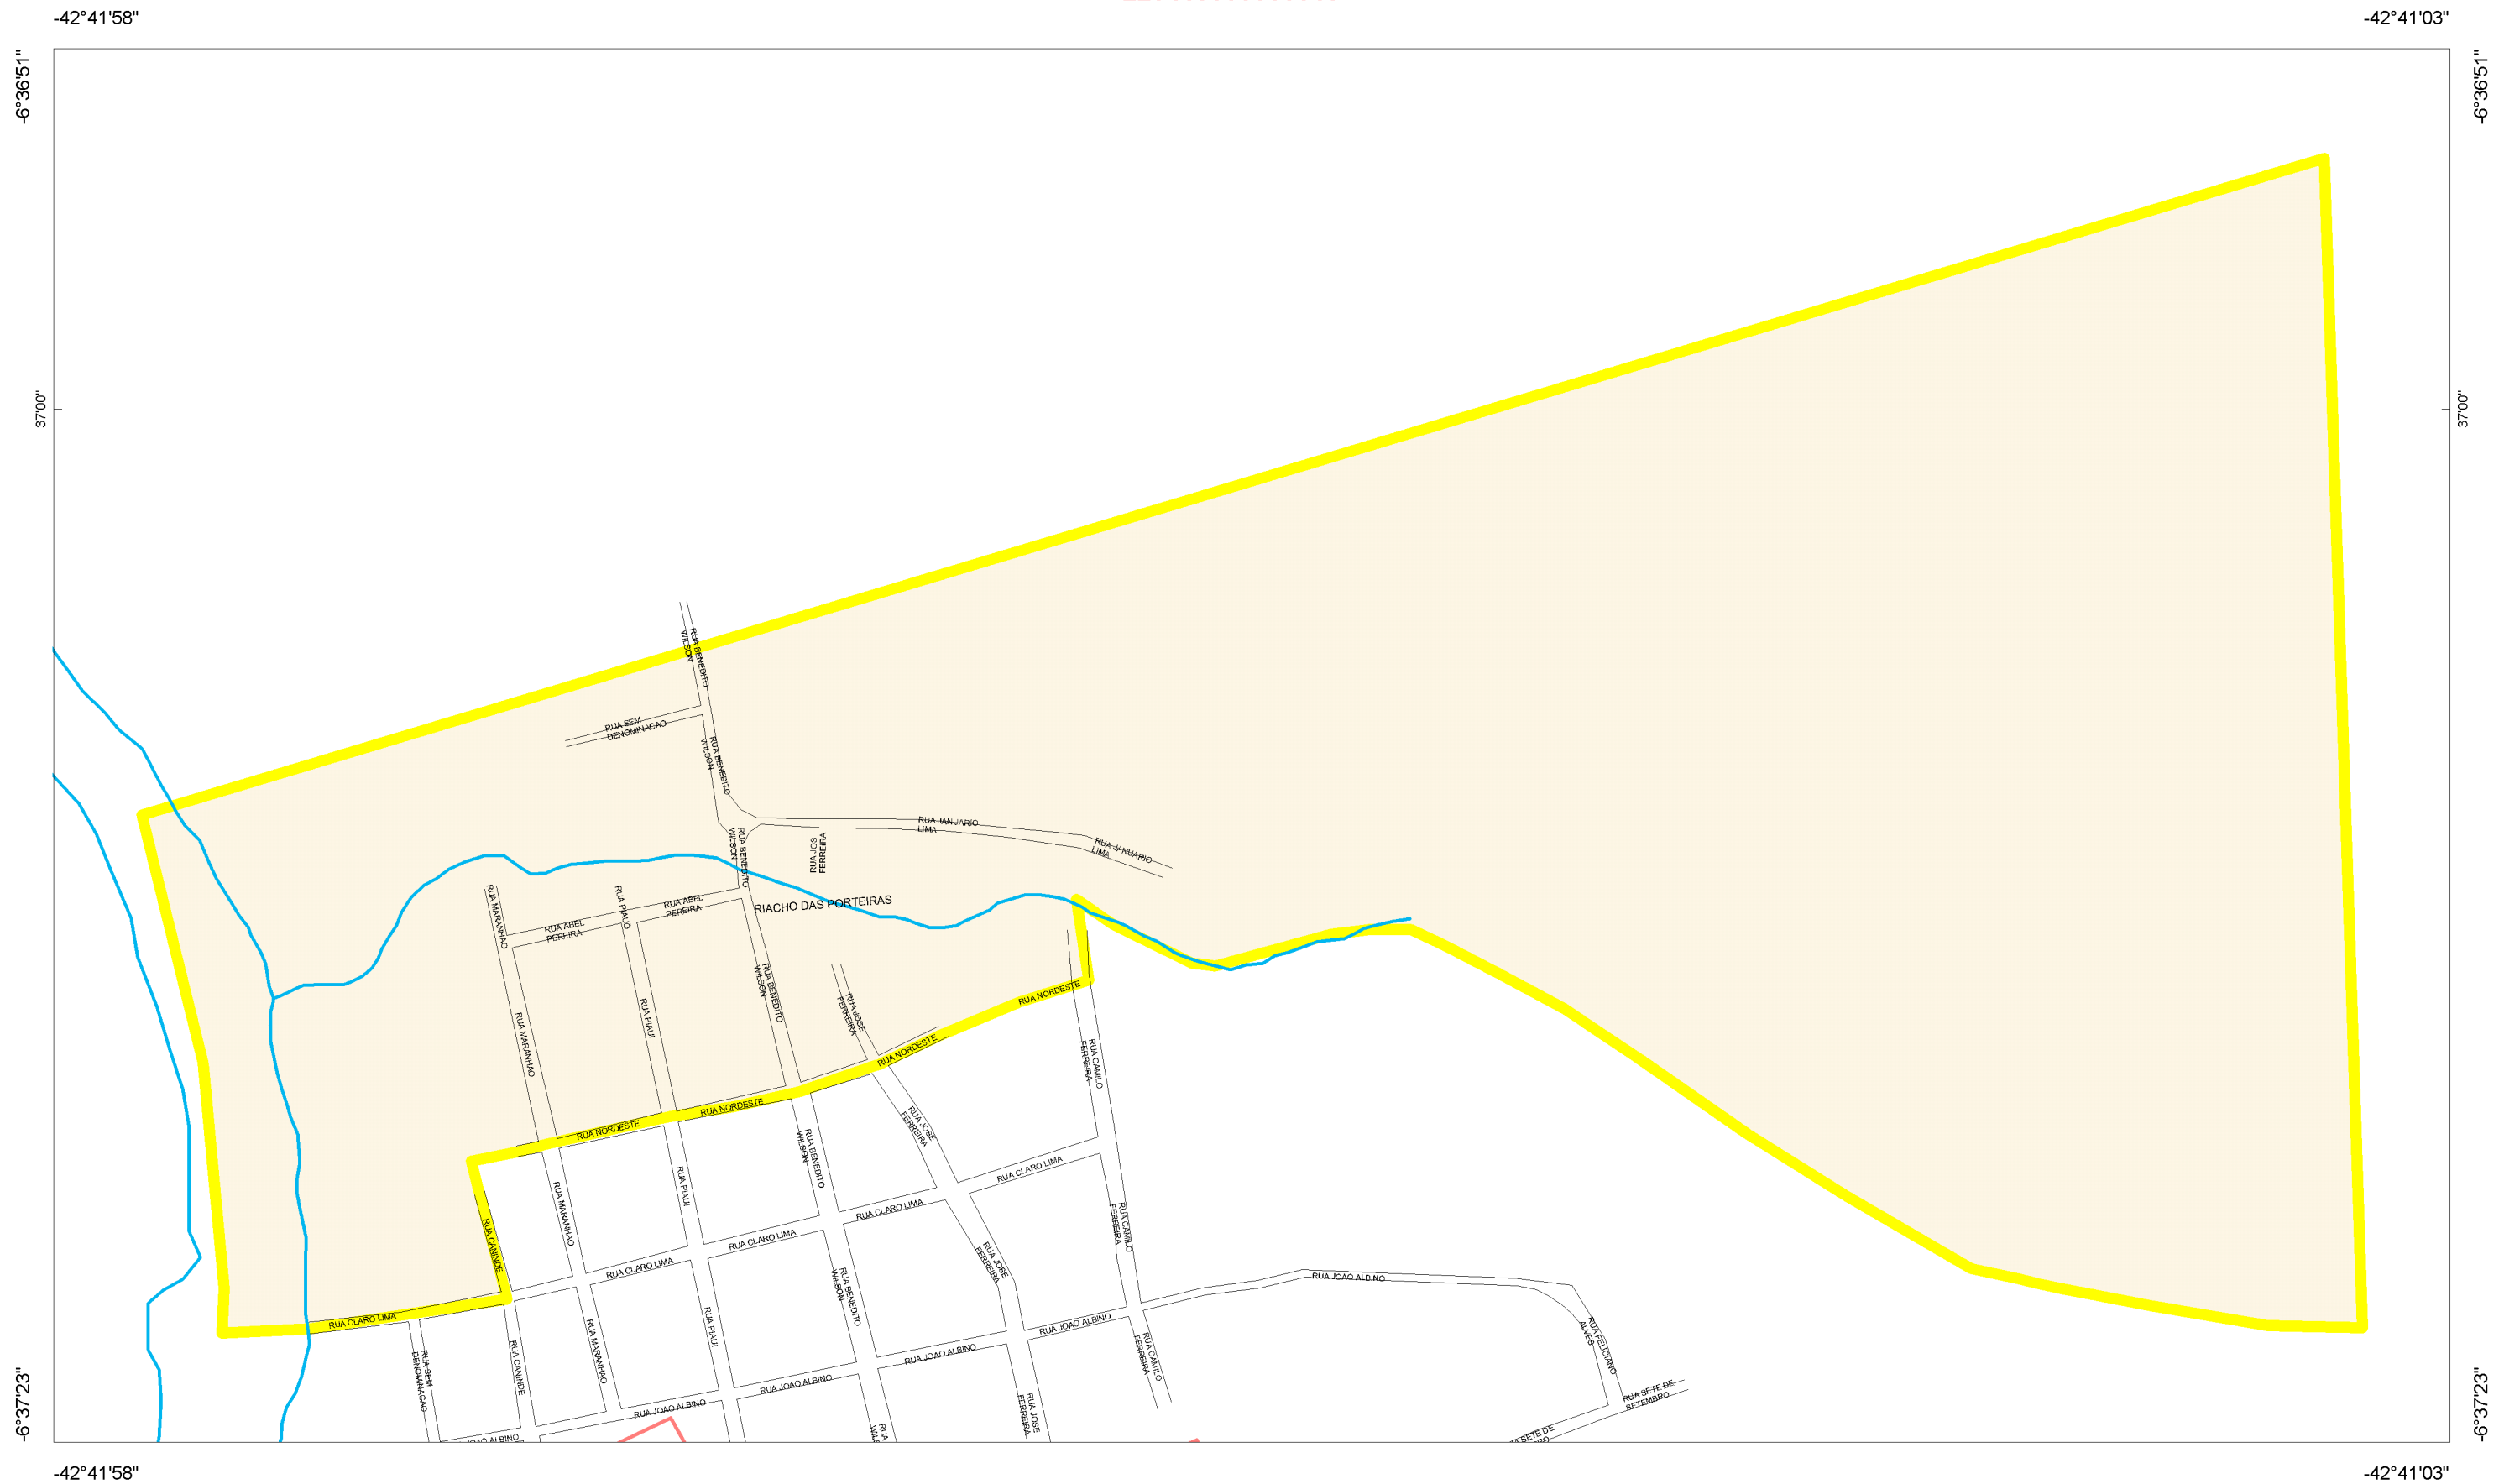 -42°41'58"
-42°41'03"
-6°36'51"
-6°36'51"
37'00"
37'00"
RUA BENEDITO
WILSON
RUA SEM
DENOMINACAO
RUA BENEDITO
WILSON
RUA JANUARIO
LIMA
RUA BENEDITO
WILSON
RUA JOS
FERREIRA
RUA JANUARIO
LIMA
RUA MARANHAO
RUA PIAUÖ
RUA ABEL
PEREIRA
RIACHO DAS PORTEIRAS
RUA ABEL
PEREIRA
RUA BENEDITO
WILSON
RUA NORDESTE
RUA JOSE
FERREIRA
RUA PIAUI
RUA MARANHAO
RUA NORDESTE
RUA CAMILO
FERREIRA
RUA NORDESTE
RUA NORDESTE
RUA JOSE
FERREIRA
RUA BENEDITO
WILSON
RUA CLARO LIMA
RUA PIAUI
RUA MARANHAO
RUA CLARO LIMA
RUA CAMILO
FERREIRA
RUA CANINDE
RUA CLARO LIMA
RUA CLARO LIMA
RUA JOSE
FERREIRA
RUA JOAO ALBINO
RUA BENEDITO
WILSON
RUA CLARO LIMA
RUA PIAUI
RUA JOAO ALBINO
RUA FELICIANO
ALVES
RUA MARANHAO
RUA CAMILO
FERREIRA
RUA JOAO ALBINO
RUA CANINDE
RUA SEM
DENOMINACAO
RUA JOAO ALBINO
RUA SETE DE
SETEMBRO
RUA JOAO ALBINO
RUA JOSE
FERREIRA
RUA
JOAO ALBINO
SETE DE
-6°37'23"
-6°37'23"
-42°41'58"
-42°41'03"